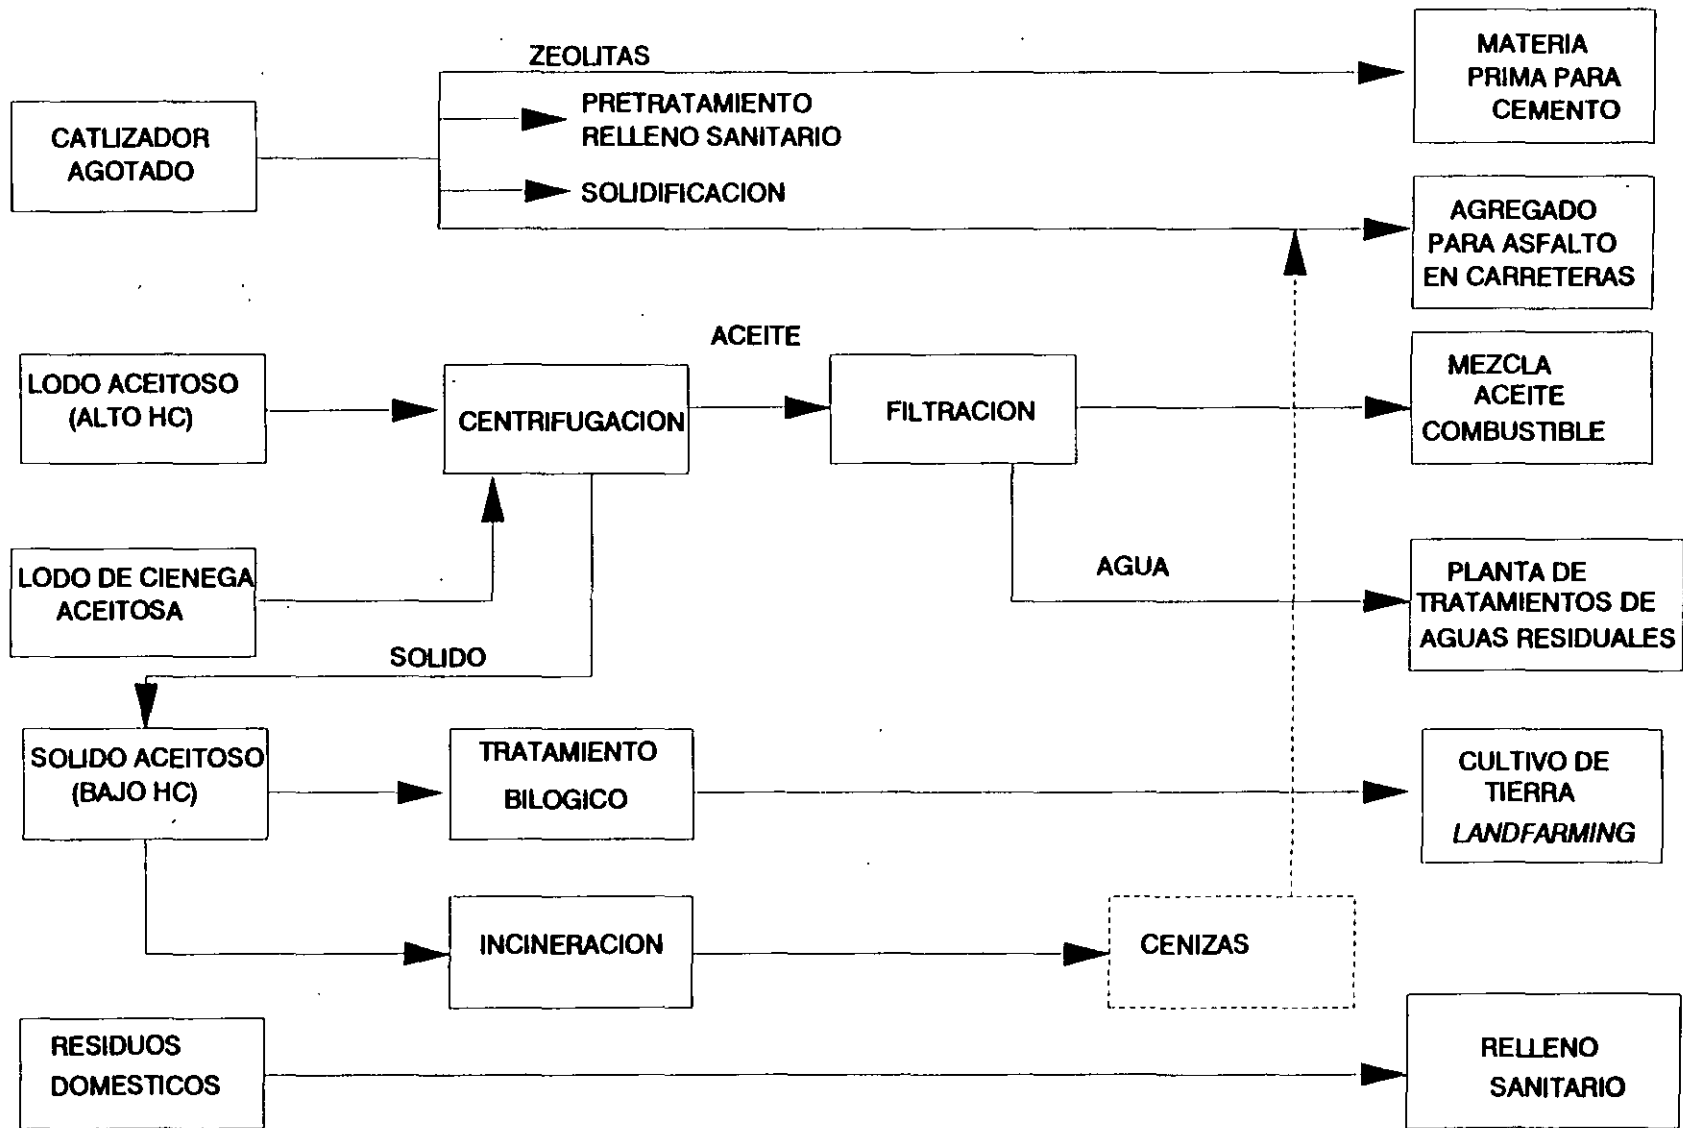 ZEOLITAS
MATERIA
PRIMA PARA
CEMENTO
CATLIZADOR
AGOTADO
PRETRATAMIENTO
RELLENO SANITARIO
SOLIDIFICACION
AGREGADO
PARA ASFALTO
EN CARRETERAS
LODO ACEITOSO
(ALTO HC)
CENTRIFUGACION
ACEITE
FILTRACION
MEZCLA
ACEITE
COMBUSTIBLE
LODO DE CIENEGA
ACEITOSA
AGUA
PLANTA DE
TRATAMIENTOS DE
AGUAS RESIDUALES
SOLIDO
SOLIDO ACEITOSO
(BAJO HC)
TRATAMIENTO
BILOGICO
CULTIVO DE
TIERRA
LANDFARMING
INCINERACION
CENIZAS
RESIDUOS
DOMESTICOS
RELLENO
SANITARIO